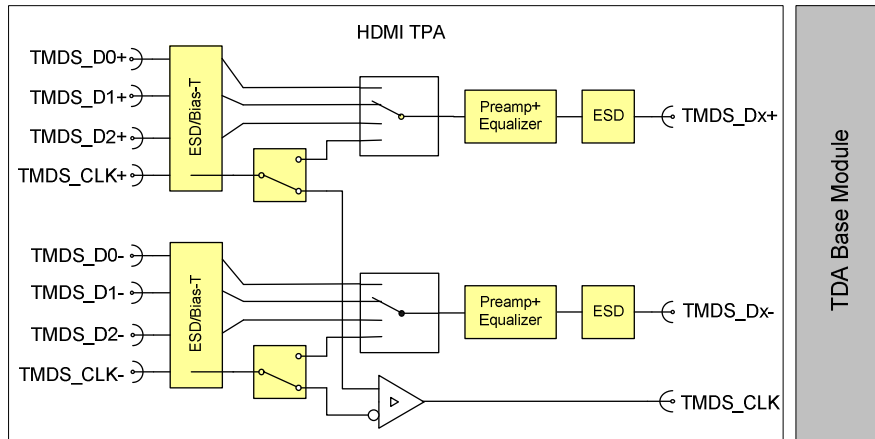 HDMI TPA
TMDS_D0+
TMDS_D1+
TMDS_D2+
TMDS_CLK+
ESD/Bias-T
Preamp+
Equalizer
ESD
TMDS_Dx+
TMDS_D0-
TMDS_D1-
TMDS_D2-
TMDS_CLK-
ESD/Bias-T
Preamp+
Equalizer
ESD
TMDS_Dx-
TMDS_CLK
TDA Base Module